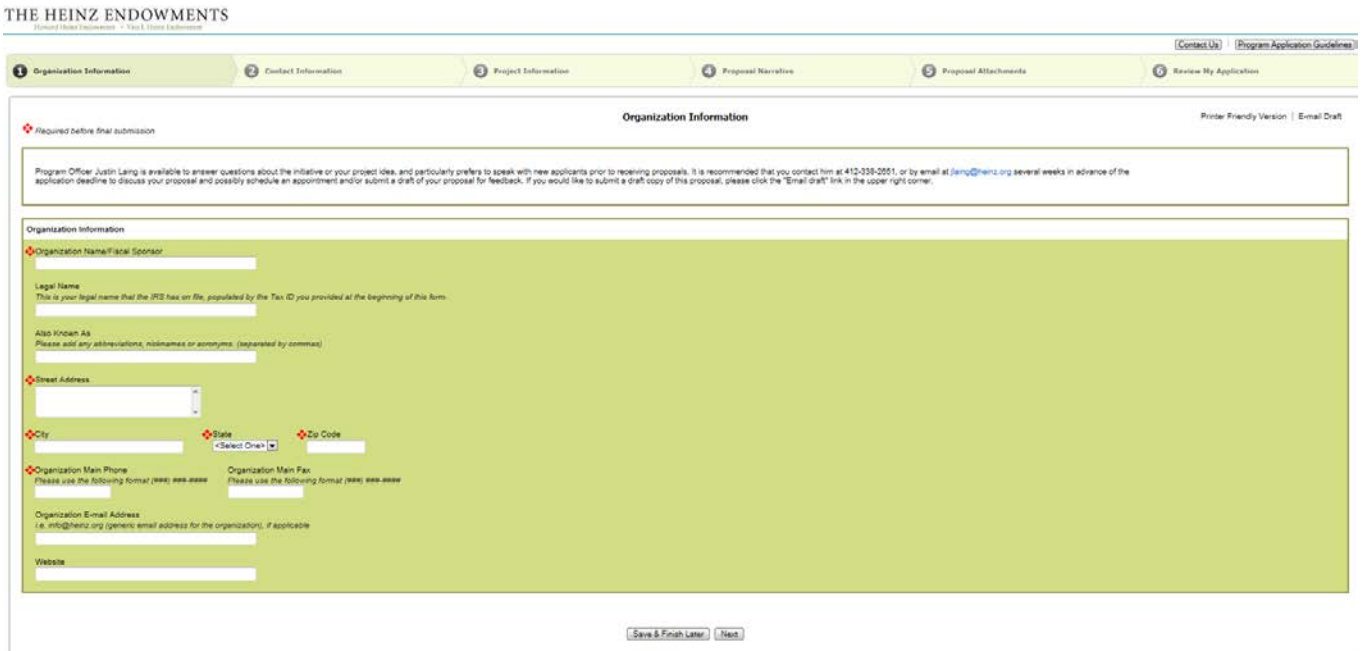 THE HEINZ ENDOWMENTS
Howard Heinz Endowment • Vira I. Heinz Endowment
Contact Us | Program Application Guidelines
1 Organization Information
2 Contact Information
3 Project Information
4 Proposal Narrative
5 Proposal Attachments
6 Review My Application
Organization Information
Printer Friendly Version | E-mail Draft
Required before final submission
Program Officer Justin Laing is available to answer questions about the initiative or your project idea, and particularly prefers to speak with new applicants prior to receiving proposals. It is recommended that you contact him at 412-338-2661, or by email at jlaing@heinz.org several weeks in advance of the
application deadline to discuss your proposal and possibly schedule an appointment and/or submit a draft of your proposal for feedback. If you would like to submit a draft copy of this proposal, please click the "Email draft" link in the upper right corner.
Organization Information
Organization Name/Fiscal Sponsor
Legal Name
This is your legal name that the IRS has on file, populated by the Tax ID you provided at the beginning of this form.
Also Known As
Please add any abbreviations, nicknames or acronyms. (separated by commas)
Street Address
City State Zip Code
<Select One>
Organization Main Phone Organization Main Fax
Please use the following format (###) ###-#### Please use the following format (###) ###-####
Organization E-mail Address
i.e. info@heinz.org (generic email address for the organization), if applicable
Website
Save & Finish Later Next